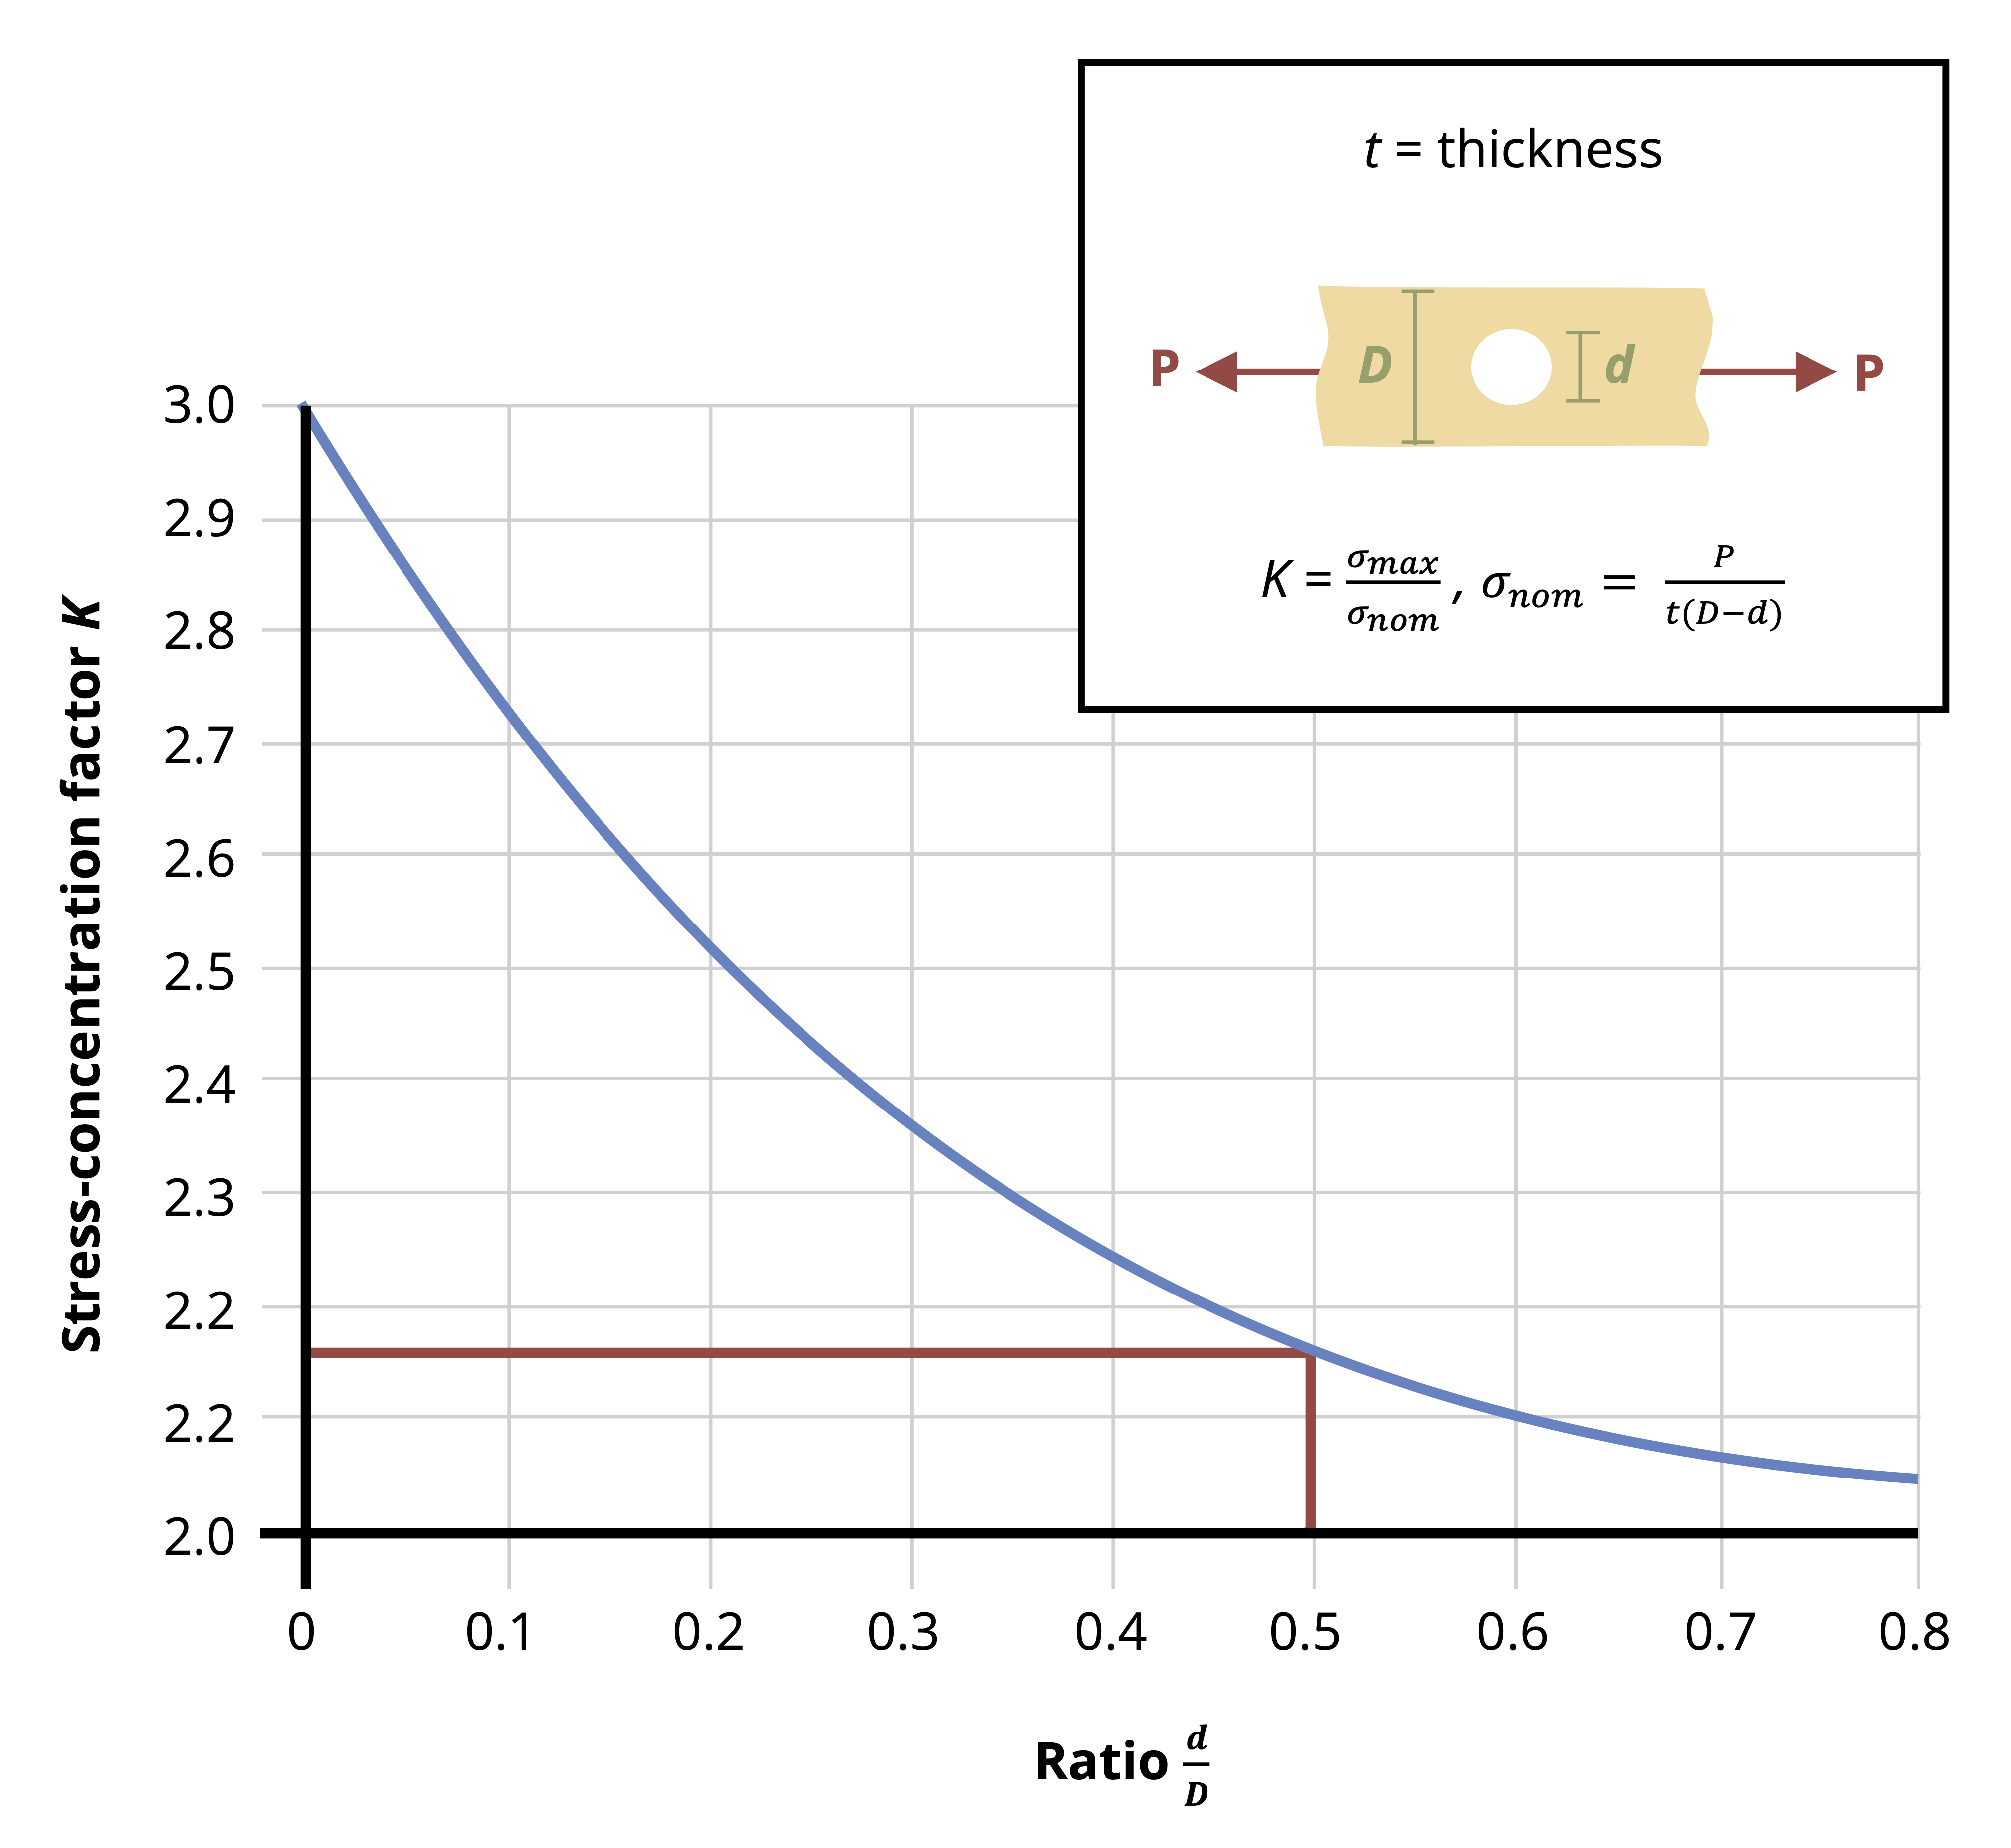 t = thickness
P D d P
K = σmax/σnom, σnom = P/t(D−d)
Stress-concentration factor K
3.0
2.9
2.8
2.7
2.6
2.5
2.4
2.3
2.2
2.2
2.0
0 0.1 0.2 0.3 0.4 0.5 0.6 0.7 0.8
Ratio d/D